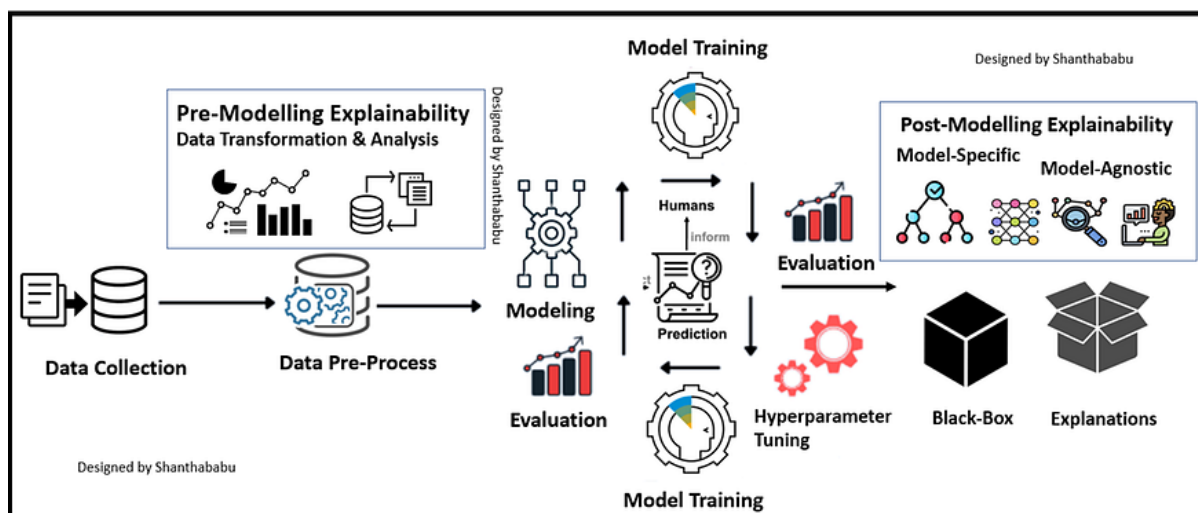 Model Training
Designed by Shanthababu
Pre-Modelling Explainability
Data Transformation & Analysis
Designed by Shanthababu
Post-Modelling Explainability
Model-Specific
Model-Agnostic
Humans
inform
Evaluation
Modeling
Prediction
Data Collection
Data Pre-Process
Evaluation
Hyperparameter
Tuning
Black-Box
Explanations
Designed by Shanthababu
Model Training